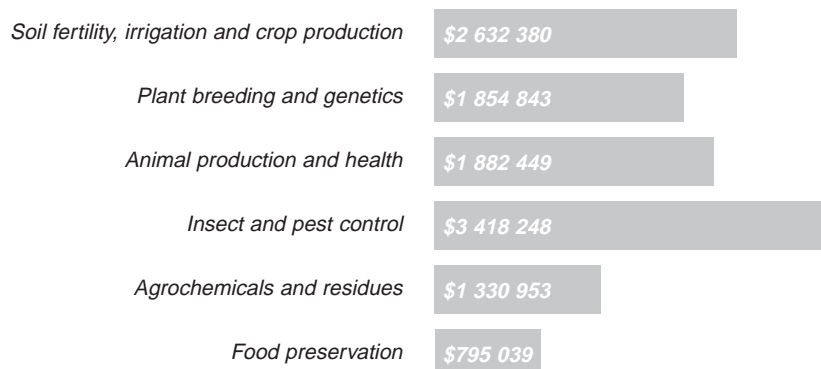 Soil fertility, irrigation and crop production $2 632 380
Plant breeding and genetics $1 854 843
Animal production and health $1 882 449
Insect and pest control $3 418 248
Agrochemicals and residues $1 330 953
Food preservation $795 039